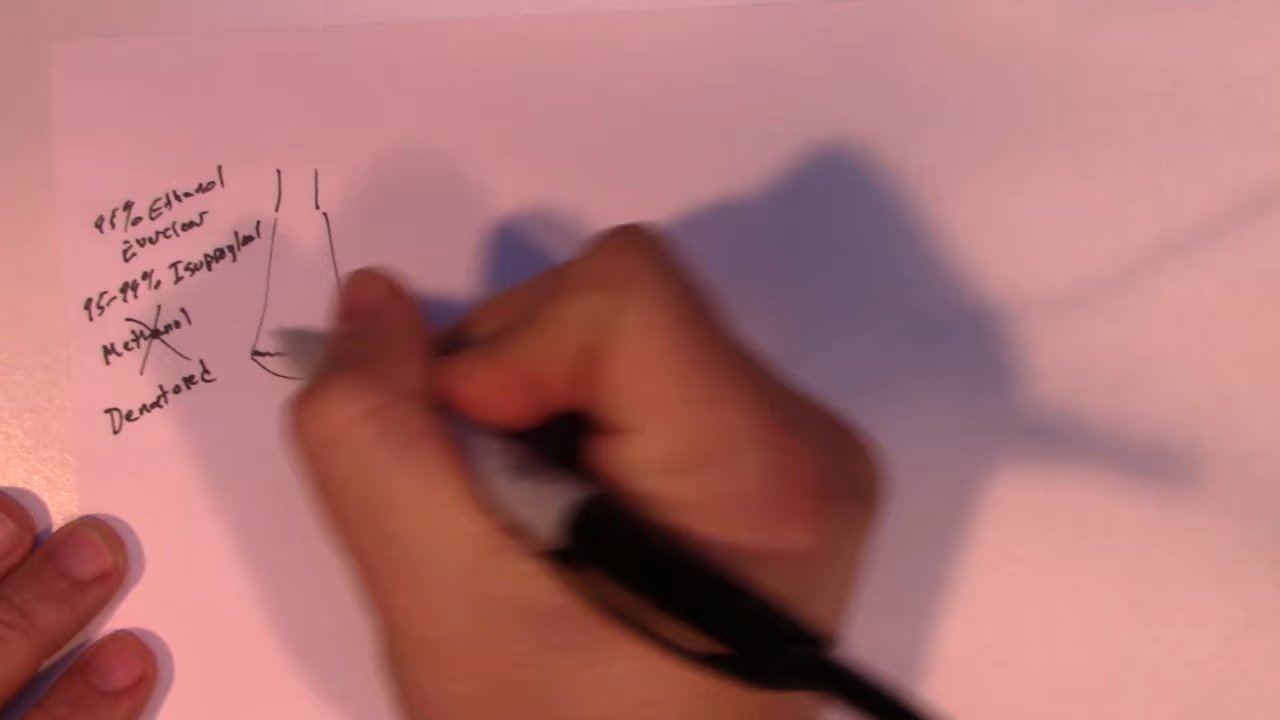 95% Ethanol
Everclear
95-99% Isopropyl
Methanol
Denatured